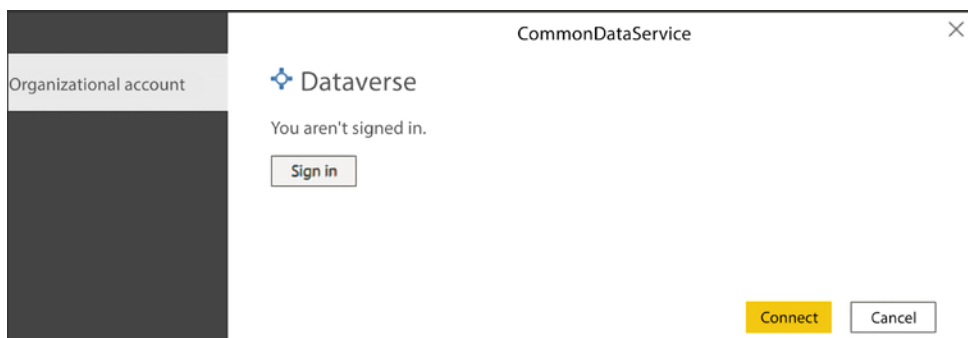 CommonDataService
Organizational account
Dataverse
You aren't signed in.
Sign in
Connect
Cancel